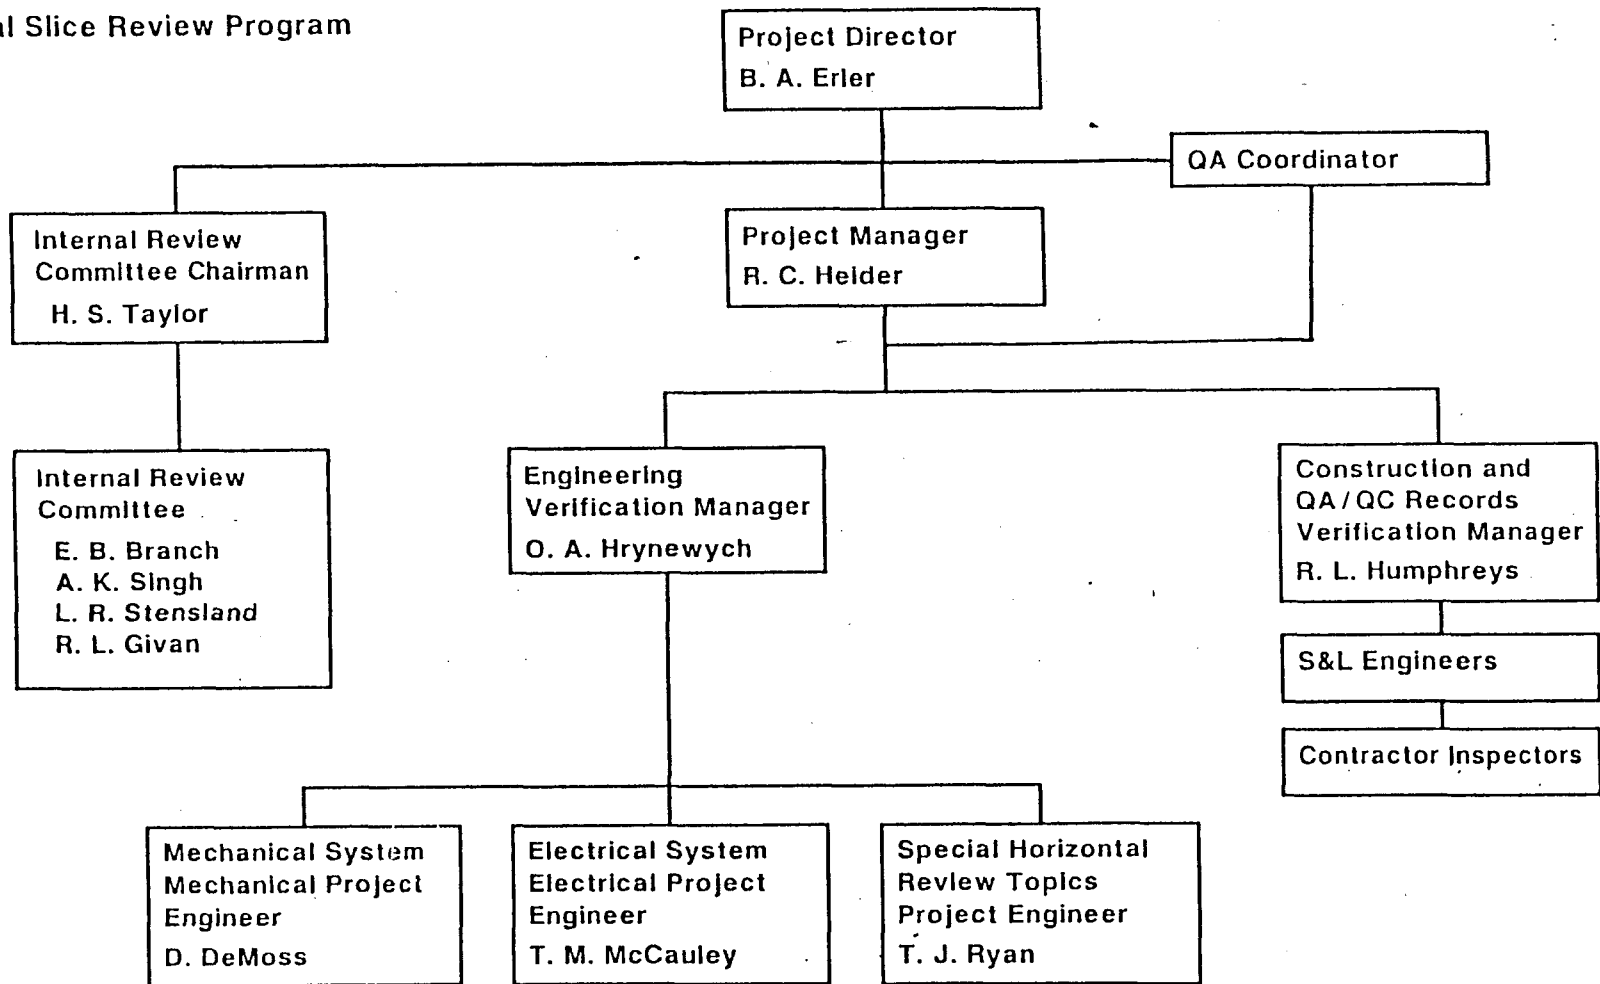 Slice Review Program
Project Director
B. A. Erler
QA Coordinator
Internal Review
Committee Chairman
H. S. Taylor
Project Manager
R. C. Heider
Internal Review
Committee
E. B. Branch
A. K. Singh
L. R. Stensland
R. L. Givan
Engineering
Verification Manager
O. A. Hrynewych
Construction and
QA/QC Records
Verification Manager
R. L. Humphreys
S&L Engineers
Contractor Inspectors
Mechanical System
Mechanical Project
Engineer
D. DeMoss
Electrical System
Electrical Project
Engineer
T. M. McCauley
Special Horizontal
Review Topics
Project Engineer
T. J. Ryan